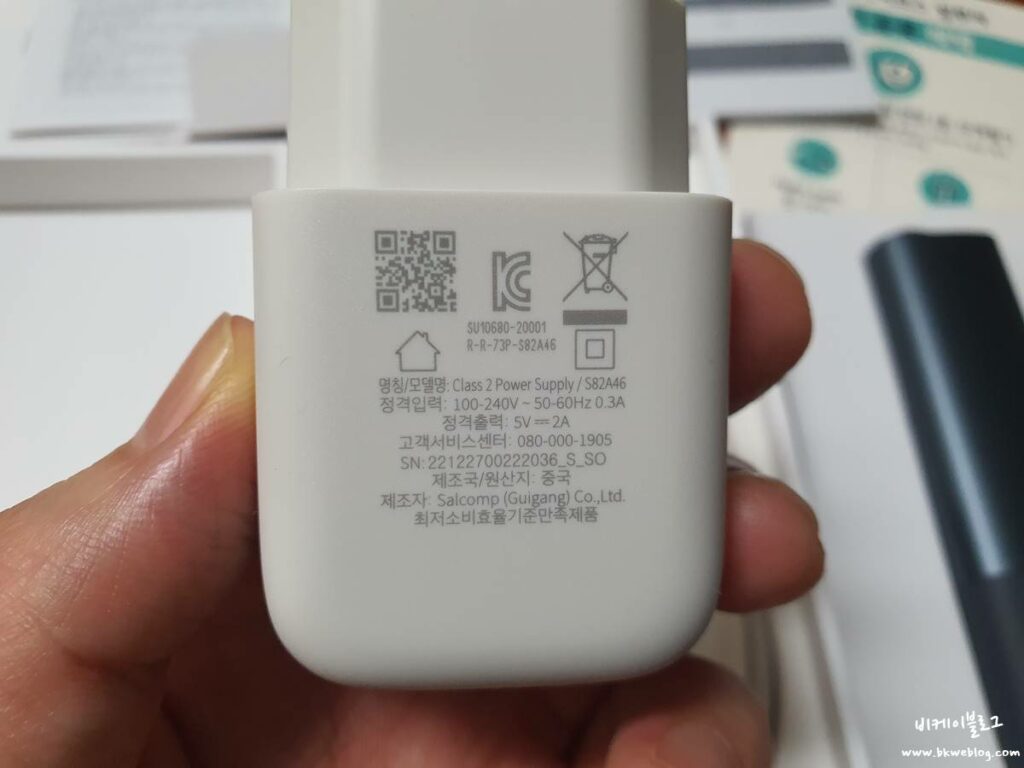 SU10680-20001
R-R-73P-S82A46
명칭/모델명: Class 2 Power Supply / S82A46
정격입력: 100-240V ~ 50-60Hz 0.3A
정격출력: 5V ⎓ 2A
고객서비스센터: 080-000-1905
SN: 22122700222036_S_SO
제조국/원산지: 중국
제조자: Salcomp (Guigang) Co.,Ltd.
최저소비효율기준만족제품
비케이블로그
www.bkweblog.com